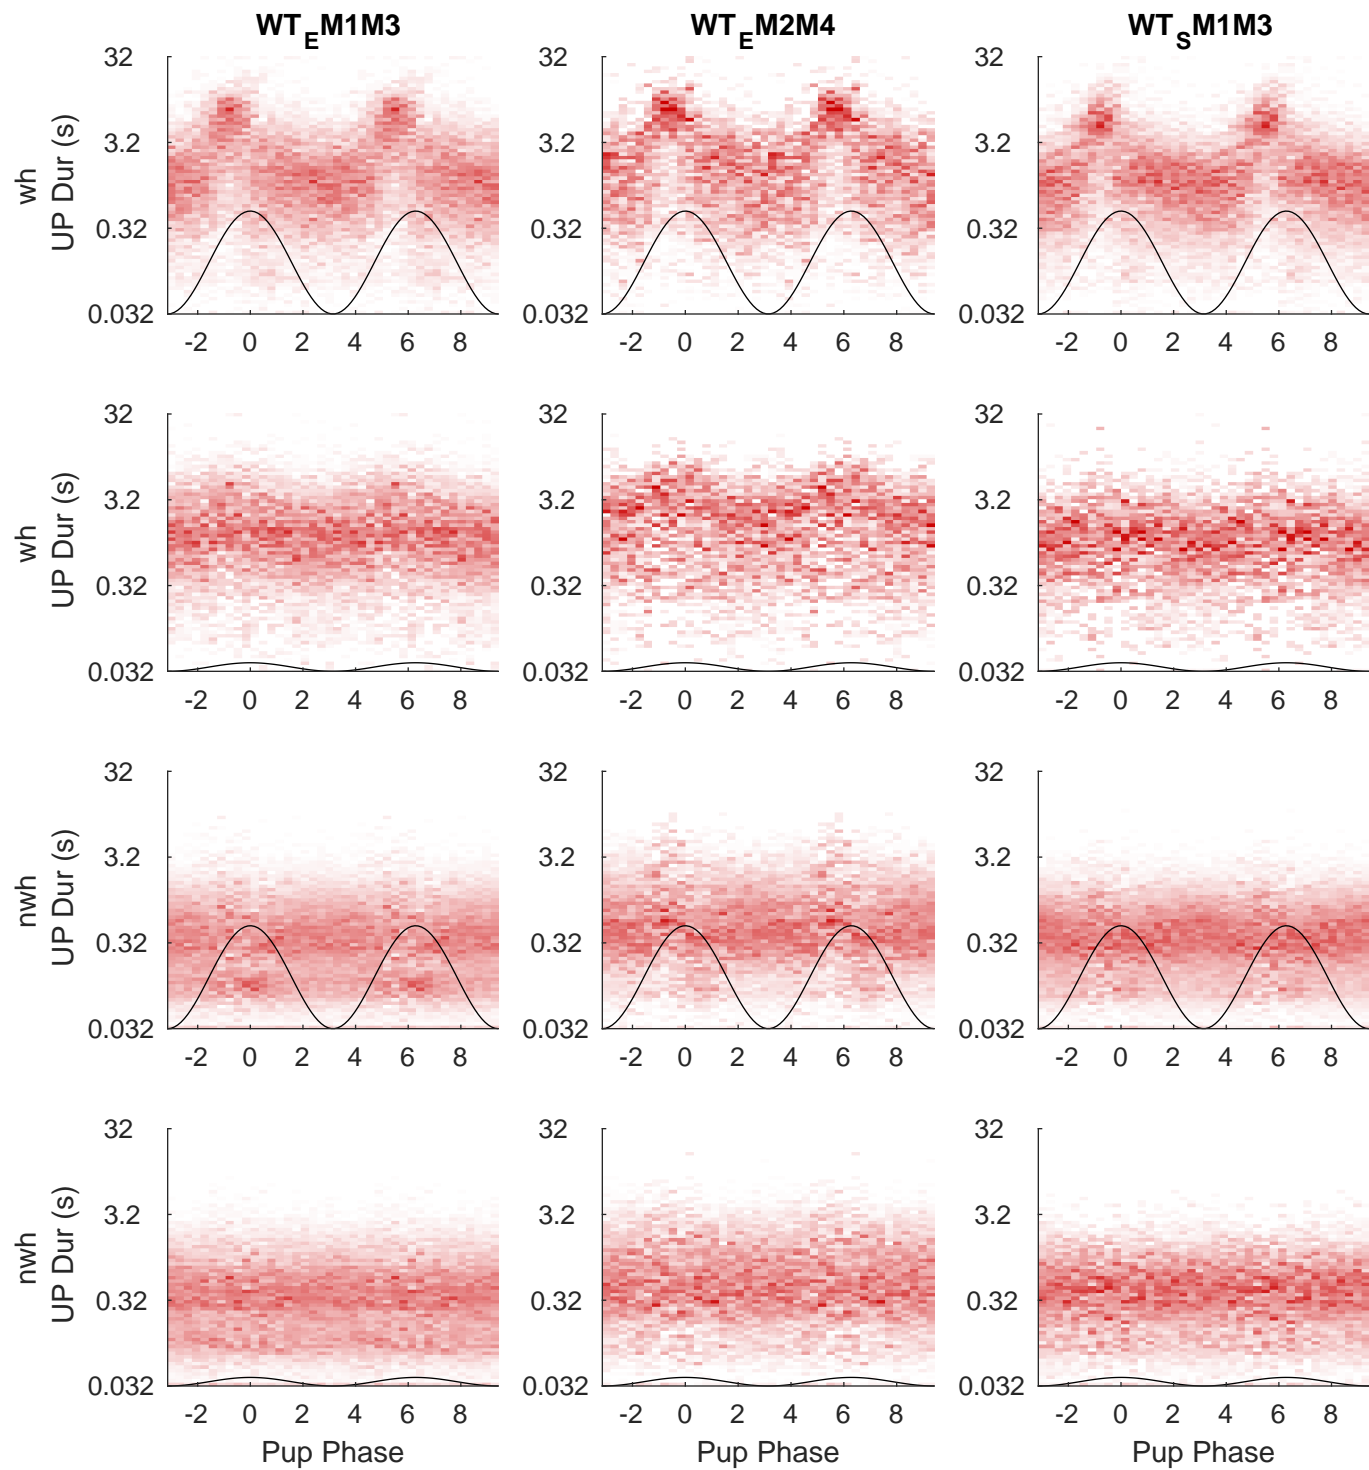 WT_EM1M3 WT_EM2M4 WT_SM1M3
wh
UP Dur (s)
32 32 32
3.2 3.2 3.2
0.32 0.32 0.32
0.032 0.032 0.032
-2 0 2 4 6 8 -2 0 2 4 6 8 -2 0 2 4 6 8
wh
UP Dur (s)
32 32 32
3.2 3.2 3.2
0.32 0.32 0.32
0.032 0.032 0.032
-2 0 2 4 6 8 -2 0 2 4 6 8 -2 0 2 4 6 8
nwh
UP Dur (s)
32 32 32
3.2 3.2 3.2
0.32 0.32 0.32
0.032 0.032 0.032
-2 0 2 4 6 8 -2 0 2 4 6 8 -2 0 2 4 6 8
nwh
UP Dur (s)
32 32 32
3.2 3.2 3.2
0.32 0.32 0.32
0.032 0.032 0.032
-2 0 2 4 6 8 -2 0 2 4 6 8 -2 0 2 4 6 8
Pup Phase Pup Phase Pup Phase